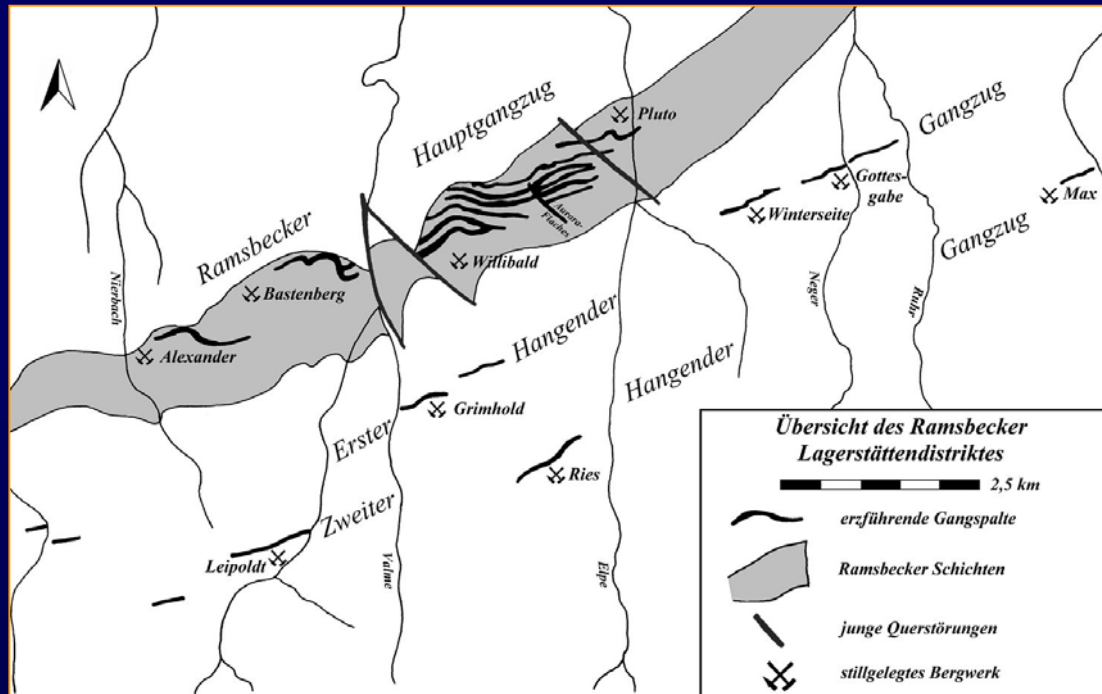 Hauptgangzug
Pluto
Gangzug
Gottes-
gabe
Winterseite
Max
Gangzug
Aurora-
Flaches
Ramsbecker
Willibald
Bastenberg
Nierbach
Neger
Ruhr
Alexander
Hangender
Hangender
Grimhold
Erster
Ries
Zweiter
Leipoldt
Valme
Elpe
Übersicht des Ramsbecker
Lagerstättendistriktes
2,5 km
erzführende Gangspalte
Ramsbecker Schichten
junge Querstörungen
stillgelegtes Bergwerk